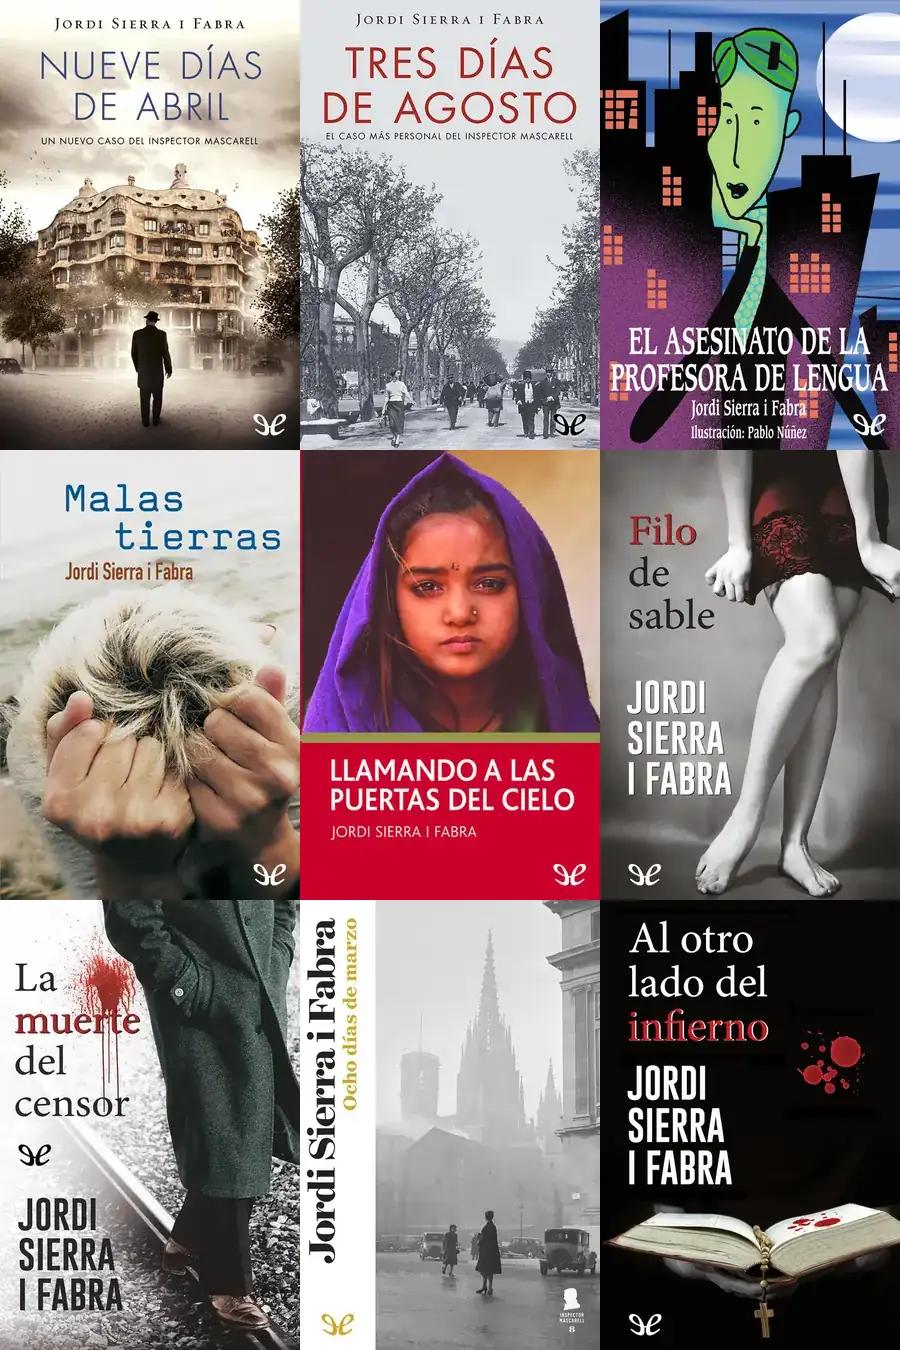 JORDI SIERRA I FABRA
NUEVE DÍAS
DE ABRIL
UN NUEVO CASO DEL INSPECTOR MASCARELL
JORDI SIERRA I FABRA
TRES DÍAS
DE AGOSTO
EL CASO MÁS PERSONAL DEL INSPECTOR MASCARELL
EL ASESINATO DE LA
PROFESORA DE LENGUA
Jordi Sierra i Fabra
Ilustración: Pablo Núñez
Malas
tierras
Jordi Sierra i Fabra
LLAMANDO A LAS
PUERTAS DEL CIELO
JORDI SIERRA I FABRA
Filo
de
sable
JORDI
SIERRA
I FABRA
La
muerte
del
censor
JORDI
SIERRA
I FABRA
Jordi Sierra i Fabra
Ocho días de marzo
INSPECTOR
MASCARELL
8
Al otro
lado del
infierno
JORDI
SIERRA
I FABRA